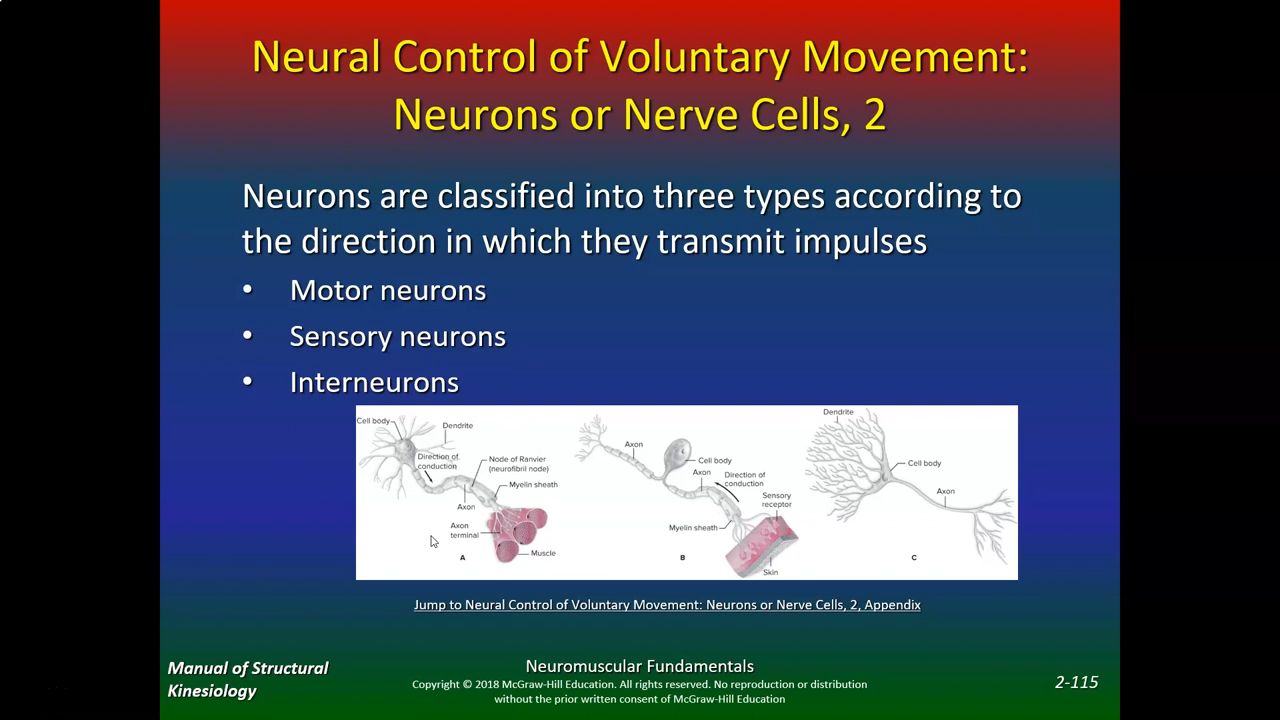 Neural Control of Voluntary Movement:
Neurons or Nerve Cells, 2
Neurons are classified into three types according to
the direction in which they transmit impulses
• Motor neurons
• Sensory neurons
• Interneurons
Cell body
Dendrite
Direction of
conduction
Node of Ranvier
(neurofibril node)
Myelin sheath
Axon
Axon
terminal
Muscle
A
Axon
Cell body
Axon
Direction of
conduction
Sensory
receptor
Myelin sheath
Skin
B
Dendrite
Cell body
Axon
C
Jump to Neural Control of Voluntary Movement: Neurons or Nerve Cells, 2, Appendix
Manual of Structural
Kinesiology
Neuromuscular Fundamentals
Copyright © 2018 McGraw-Hill Education. All rights reserved. No reproduction or distribution
without the prior written consent of McGraw-Hill Education
2-115